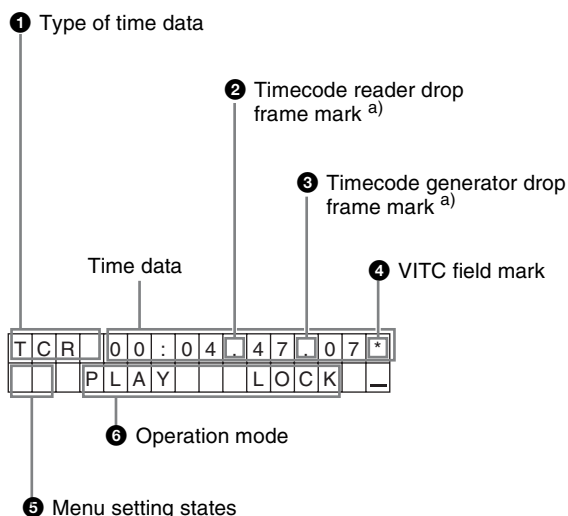 ❶ Type of time data
❷ Timecode reader drop
frame mark a)
❸ Timecode generator drop
frame mark a)
Time data
❹ VITC field mark
TCR 00:04.47.07*
PLAY LOCK _
❻ Operation mode
❺ Menu setting states